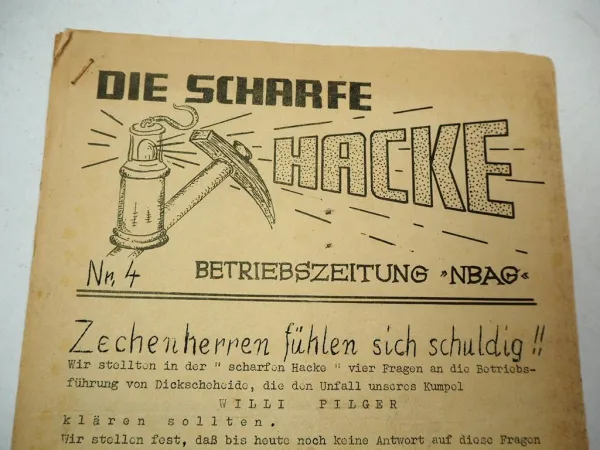 DIE SCHARFE
HACKE
Nr. 4 BETRIEBSZEITUNG »NBAG«
Zechenherren fühlen sich schuldig!!
Wir stellten in der " scharfen Hacke " vier Fragen an die Betriebs-
führung von Dickscheheide, die den Unfall unseres Kumpel
WILLI PILGER
klären sollten.
Wir stellen fest, daß bis heute noch keine Antwort auf diese Fragen